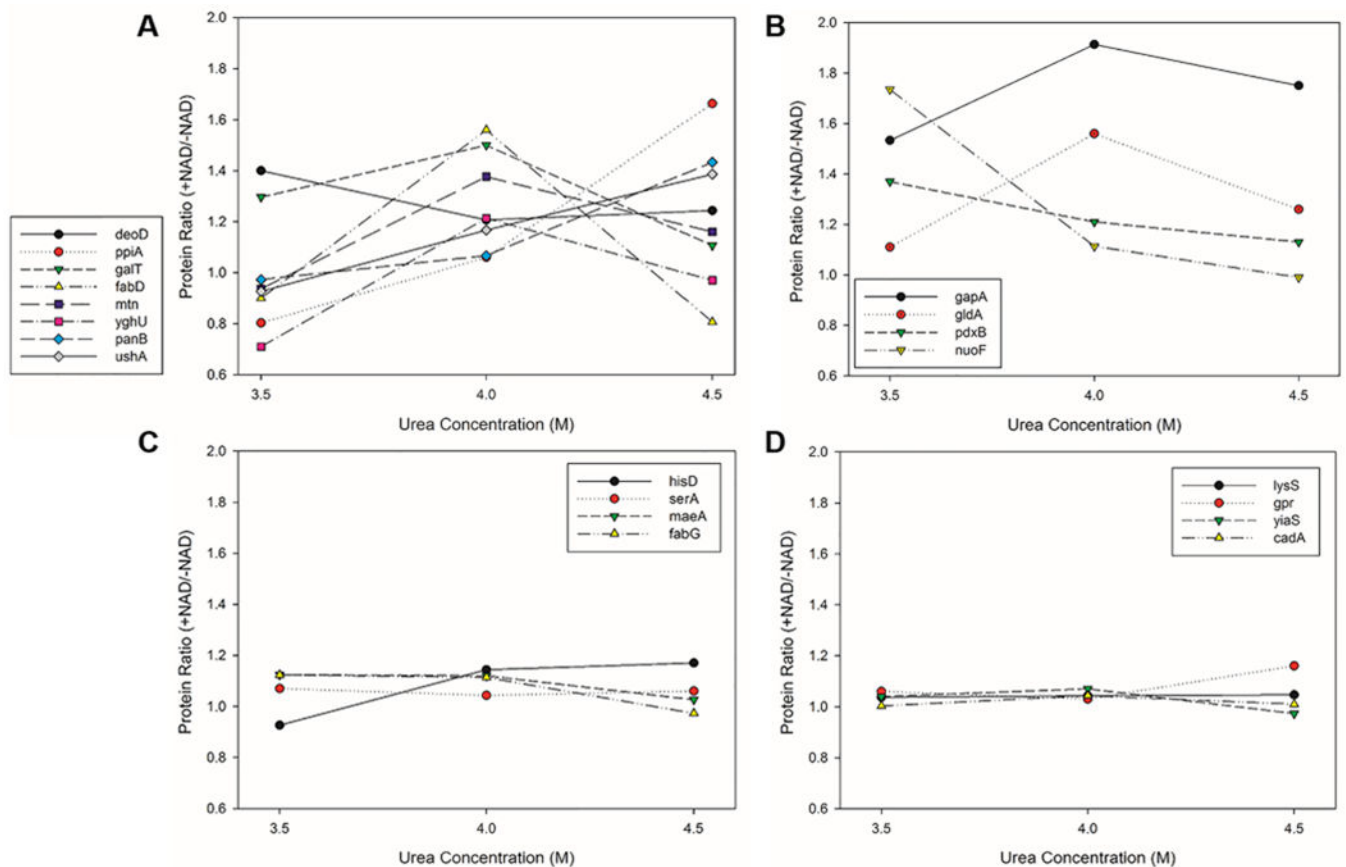 A
Protein Ratio (+NAD/-NAD)
2.0
1.8
1.6
1.4
1.2
1.0
0.8
0.6
3.5
4.0
4.5
Urea Concentration (M)
deoD
ppiA
galT
fabD
mtn
yghU
panB
ushA
B
Protein Ratio (+NAD/-NAD)
2.0
1.8
1.6
1.4
1.2
1.0
0.8
0.6
gapA
gldA
pdxB
nuoF
3.5
4.0
4.5
Urea Concentration (M)
C
Protein Ratio (+NAD/-NAD)
2.0
1.8
1.6
1.4
1.2
1.0
0.8
0.6
hisD
serA
maeA
fabG
3.5
4.0
4.5
Urea Concentration (M)
D
Protein Ratio (+NAD/-NAD)
2.0
1.8
1.6
1.4
1.2
1.0
0.8
0.6
lysS
gpr
yiaS
cadA
3.5
4.0
4.5
Urea Concentration (M)